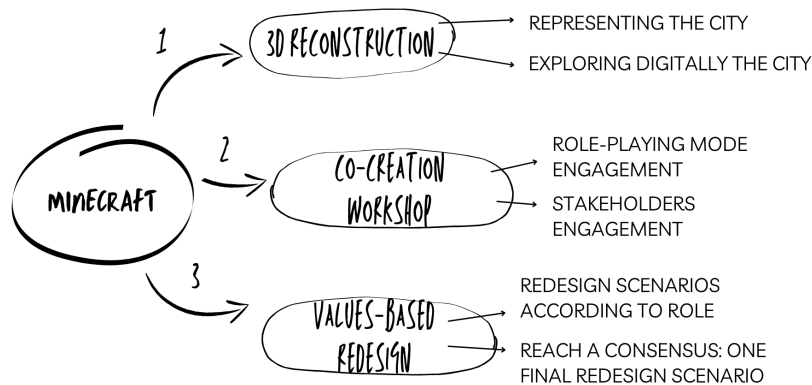 1
3D RECONSTRUCTION
REPRESENTING THE CITY
EXPLORING DIGITALLY THE CITY
MINECRAFT
2
CO-CREATION
WORKSHOP
ROLE-PLAYING MODE
ENGAGEMENT
STAKEHOLDERS
ENGAGEMENT
3
VALUES-BASED
REDESIGN
REDESIGN SCENARIOS
ACCORDING TO ROLE
REACH A CONSENSUS: ONE
FINAL REDESIGN SCENARIO